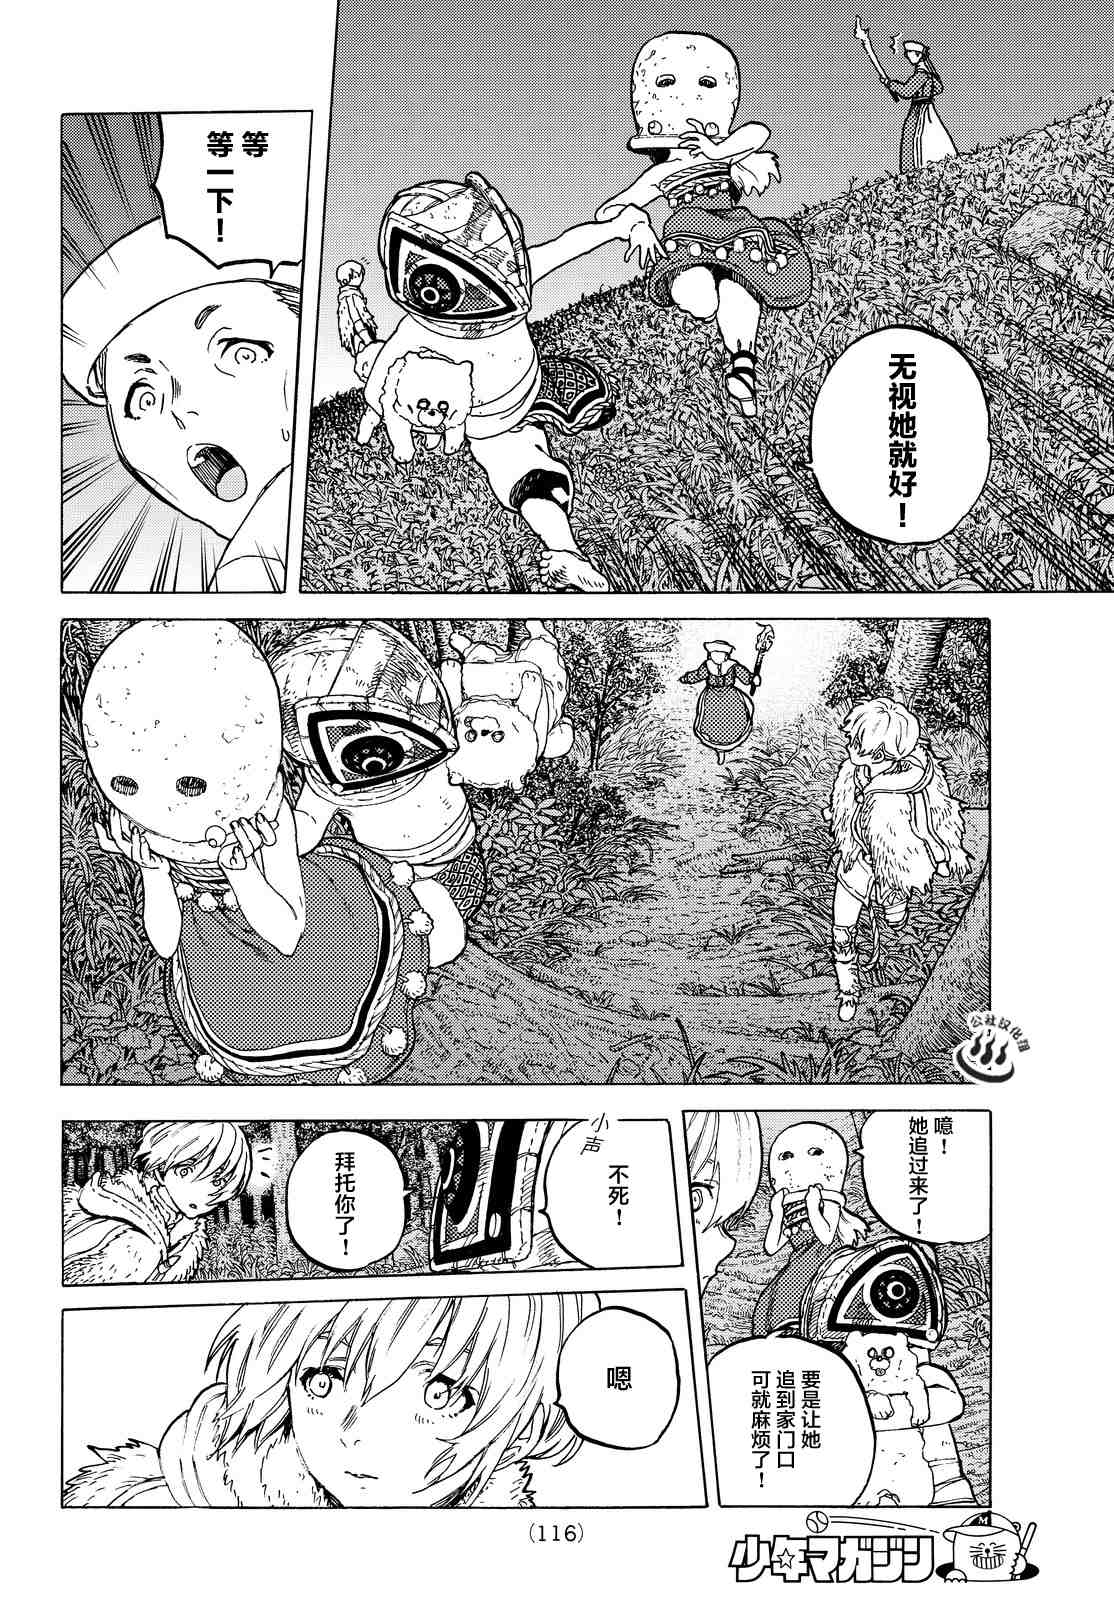 无视她就好！
等
等一下！
公社汉化组
噫！
她追过来了！
要是让她
追到家门口
可就麻烦了！
小声
不死！
拜托你了！
嗯
(116)
少年マガジン
M